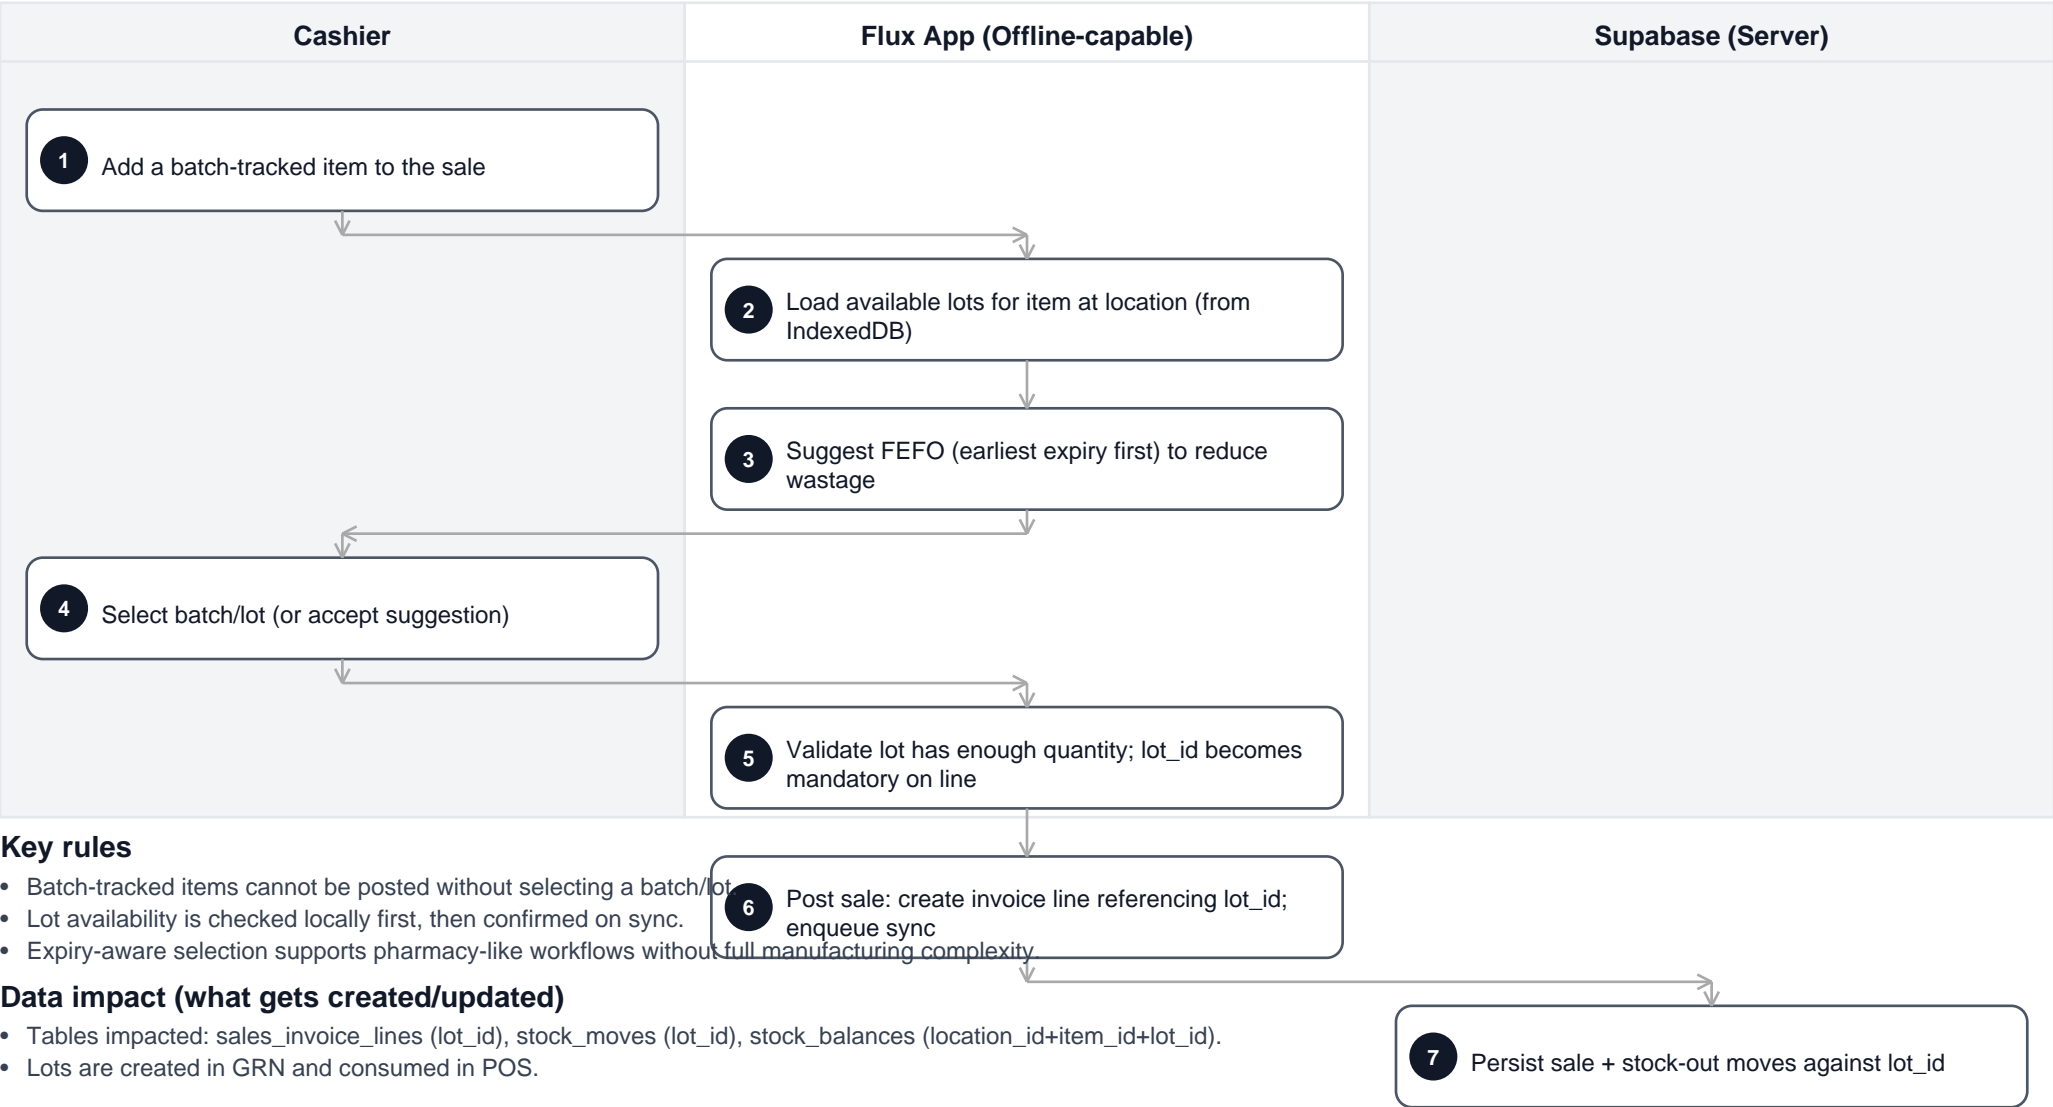 Cashier
Flux App (Offline-capable)
Supabase (Server)
1
Add a batch-tracked item to the sale
2
Load available lots for item at location (from
IndexedDB)
3
Suggest FEFO (earliest expiry first) to reduce
wastage
4
Select batch/lot (or accept suggestion)
5
Validate lot has enough quantity; lot_id becomes
mandatory on line
6
Post sale: create invoice line referencing lot_id;
enqueue sync
7
Persist sale + stock-out moves against lot_id
Key rules
• Batch-tracked items cannot be posted without selecting a batch/lot.
• Lot availability is checked locally first, then confirmed on sync.
• Expiry-aware selection supports pharmacy-like workflows without full manufacturing complexity.
Data impact (what gets created/updated)
• Tables impacted: sales_invoice_lines (lot_id), stock_moves (lot_id), stock_balances (location_id+item_id+lot_id).
• Lots are created in GRN and consumed in POS.